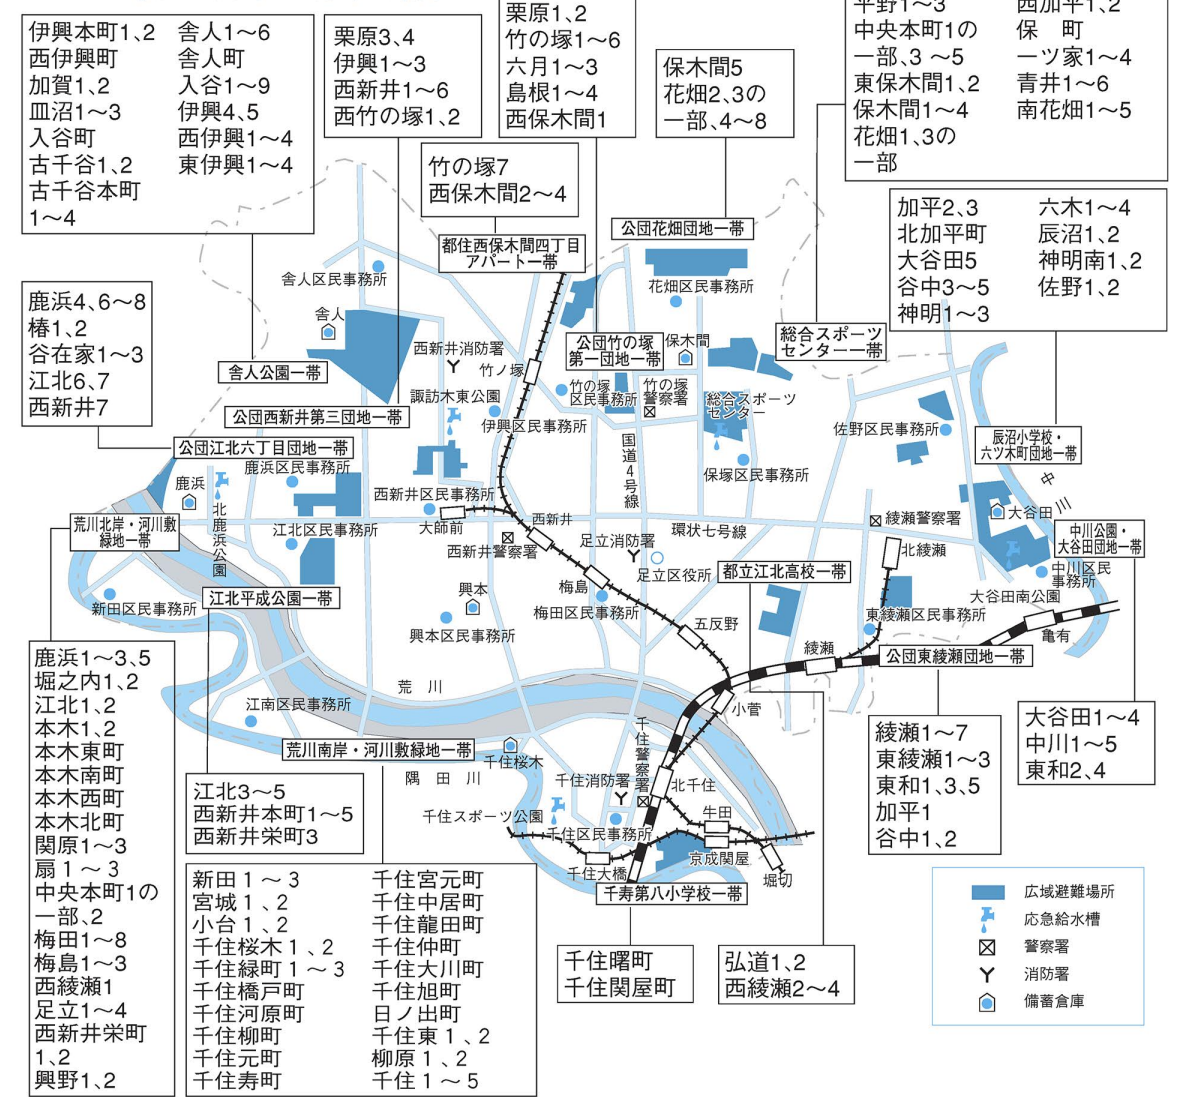 伊興本町1、2　舎人1～6
西伊興町　舎人町
加賀1、2　入谷1～9
皿沼1～3　伊興4、5
入谷町　西伊興1～4
古千谷1、2　東伊興1～4
古千谷本町
1～4
栗原3、4
伊興1～3
西新井1～6
西竹の塚1、2
栗原1、2
竹の塚1～6
六月1～3
島根1～4
西保木間1
保木間5
花畑2、3の
一部、4～8
平野1～3　西加平1、2
中央本町1の　保　町
一部、3 ～5　一ツ家1～4
東保木間1、2　青井1～6
保木間1～4　南花畑1～5
花畑1、3の
一部
竹の塚7
西保木間2～4
加平2、3　六木1～4
北加平町　辰沼1、2
大谷田5　神明南1、2
谷中3～5　佐野1、2
神明1～3
鹿浜4、6～8
椿1、2
谷在家1～3
江北6、7
西新井7
都住西保木間四丁目
アパート一帯
公団花畑団地一帯
舎人区民事務所
花畑区民事務所
舎人
舎人公園一帯
西新井消防署
竹ノ塚
公団竹の塚
第一団地一帯
保木間
総合スポーツ
センター一帯
諏訪木東公園
竹の塚
区民事務所
竹の塚
警察署
総合スポーツ
センター
公団西新井第三団地一帯
伊興区民事務所
国道4号線
佐野区民事務所
辰沼小学校・
六ツ木町団地一帯
公団江北六丁目団地一帯
鹿浜区民事務所
保塚区民事務所
中川
鹿浜
北鹿浜公園
西新井区民事務所
大師前
西新井
環状七号線
綾瀬警察署
大谷田
荒川北岸・河川敷
緑地一帯
江北区民事務所
西新井警察署
足立消防署
足立区役所
都立江北高校一帯
北綾瀬
中川公園・
大谷田団地一帯
中川区民
事務所
江北平成公園一帯
新田区民事務所
興本
梅島
梅田区民事務所
大谷田南公園
東綾瀬区民事務所
興本区民事務所
五反野
綾瀬
亀有
公団東綾瀬団地一帯
荒　川
小菅
江南区民事務所
荒川南岸・河川敷緑地一帯
千住警察署
千住桜木
隅　田　川
千住消防署
北千住
千住スポーツ公園
千住区民事務所
牛田
京成関屋
千住大橋
堀切
千寿第八小学校一帯
鹿浜1～3、5
堀之内1、2
江北1、2
本木1、2
本木東町
本木南町
本木西町
本木北町
関原1～3
扇１～３
中央本町1の
一部、2
梅田1～8
梅島1～3
西綾瀬1
足立1～4
西新井栄町
1、2
興野1、2
江北3～5
西新井本町1～5
西新井栄町3
新田１～３　千住宮元町
宮城１、２　千住中居町
小台１、２　千住龍田町
千住桜木１、２　千住仲町
千住緑町１～３　千住大川町
千住橋戸町　千住旭町
千住河原町　日ノ出町
千住柳町　千住東１、２
千住元町　柳原１、２
千住寿町　千住１～５
千住曙町
千住関屋町
弘道1、2
西綾瀬2～4
綾瀬1～7
東綾瀬1～3
東和1、3、5
加平1
谷中1、2
大谷田1～4
中川1～5
東和2、4
広域避難場所
応急給水槽
警察署
消防署
備蓄倉庫